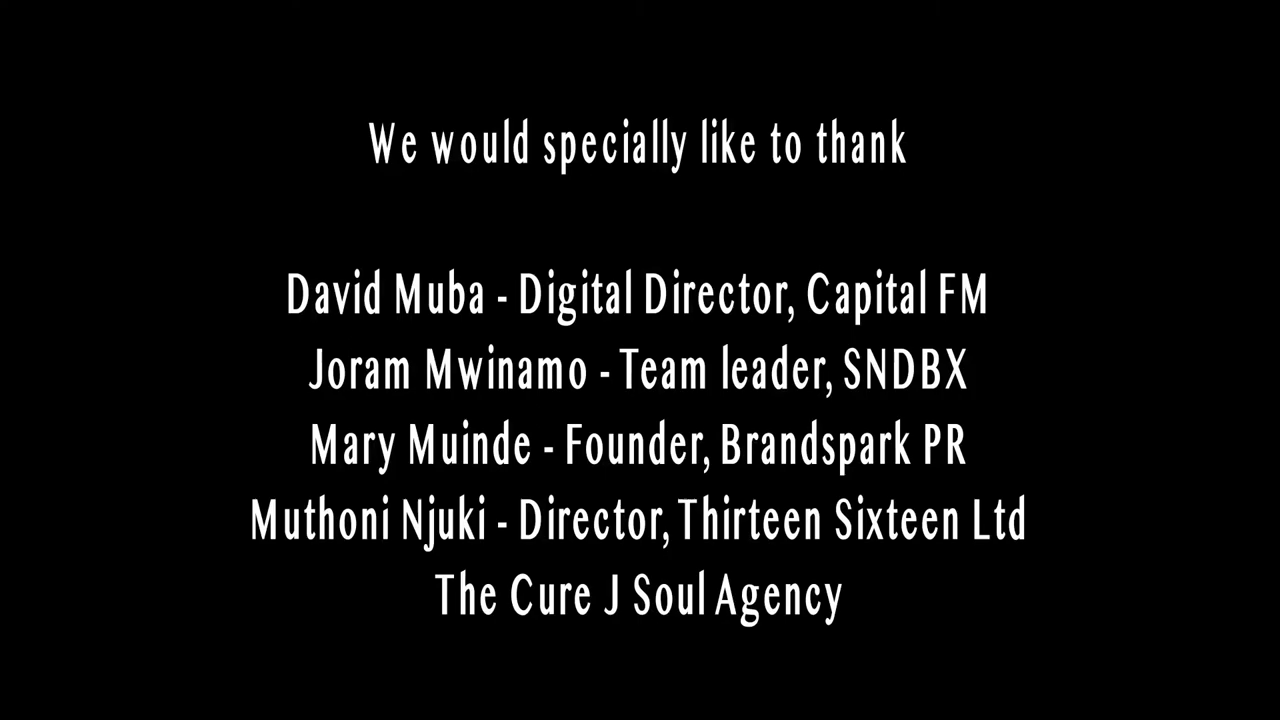 We would specially like to thank
David Muba - Digital Director, Capital FM
Joram Mwinamo - Team leader, SNDBX
Mary Muinde - Founder, Brandspark PR
Muthoni Njuki - Director, Thirteen Sixteen Ltd
The Cure J Soul Agency